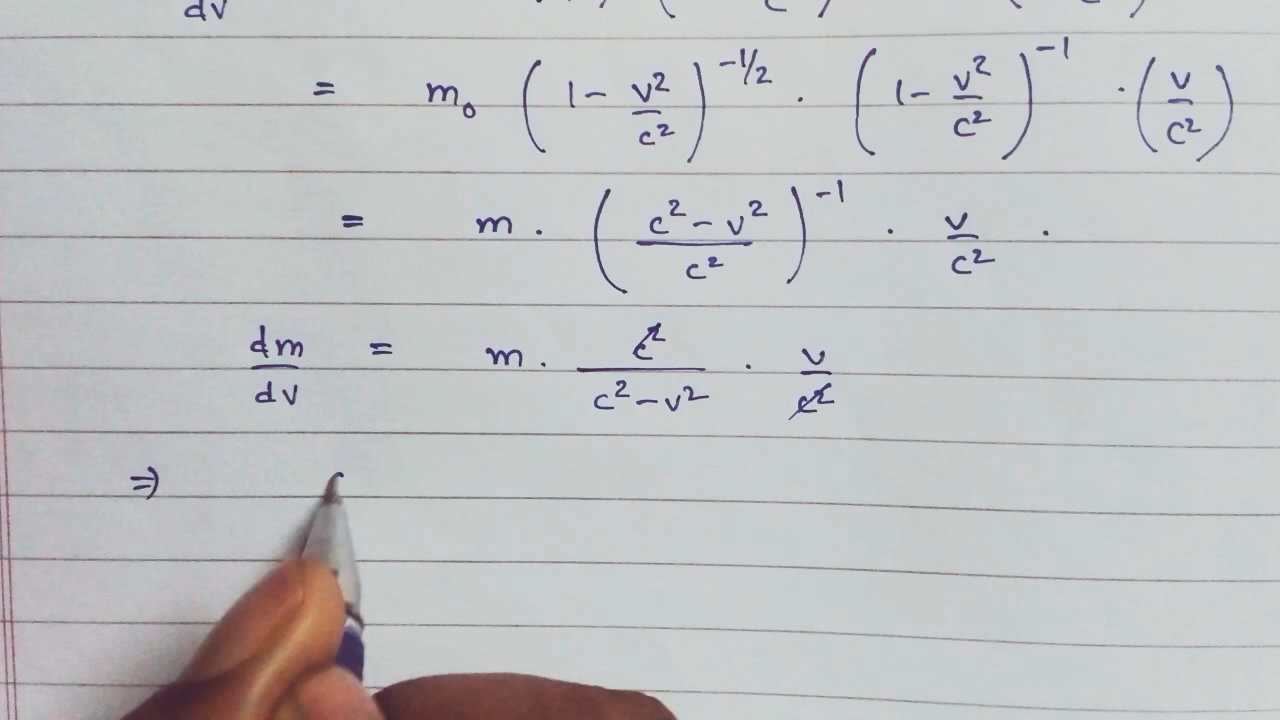 dv
= m₀ (1 - v²/c²)^(-1/2) · (1 - v²/c²)^(-1) · (v/c²)
= m · ((c² - v²)/c²)^(-1) · v/c² ·
dm/dv = m · c²/(c² - v²) · v/c²
⇒